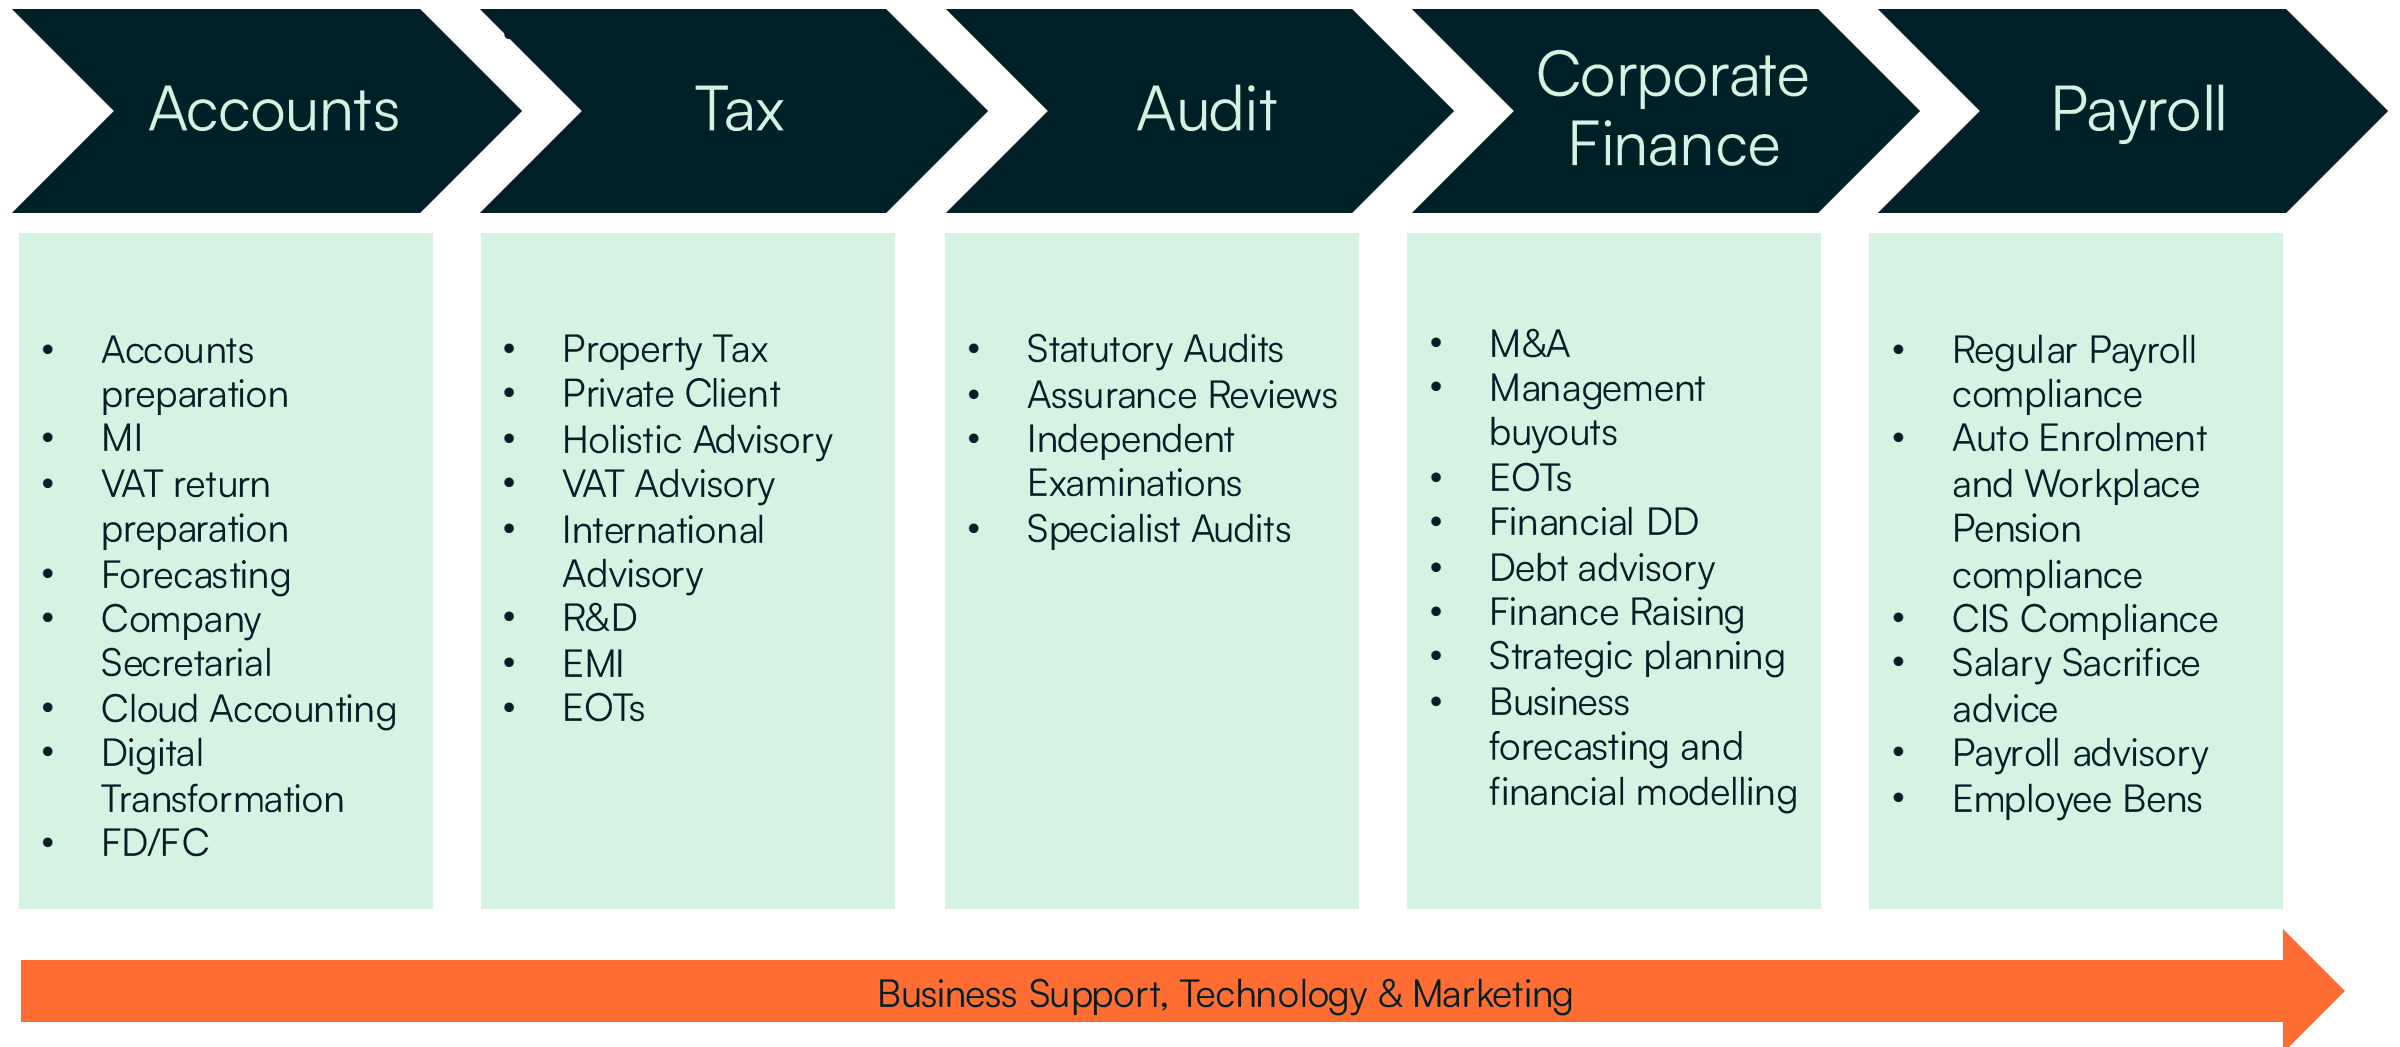 Accounts
Tax
Audit
Corporate
Finance
Payroll
• Accounts
preparation
• MI
• VAT return
preparation
• Forecasting
• Company
Secretarial
• Cloud Accounting
• Digital
Transformation
• FD/FC
• Property Tax
• Private Client
• Holistic Advisory
• VAT Advisory
• International
Advisory
• R&D
• EMI
• EOTs
• Statutory Audits
• Assurance Reviews
• Independent
Examinations
• Specialist Audits
• M&A
• Management
buyouts
• EOTs
• Financial DD
• Debt advisory
• Finance Raising
• Strategic planning
• Business
forecasting and
financial modelling
• Regular Payroll
compliance
• Auto Enrolment
and Workplace
Pension
compliance
• CIS Compliance
• Salary Sacrifice
advice
• Payroll advisory
• Employee Bens
Business Support, Technology & Marketing